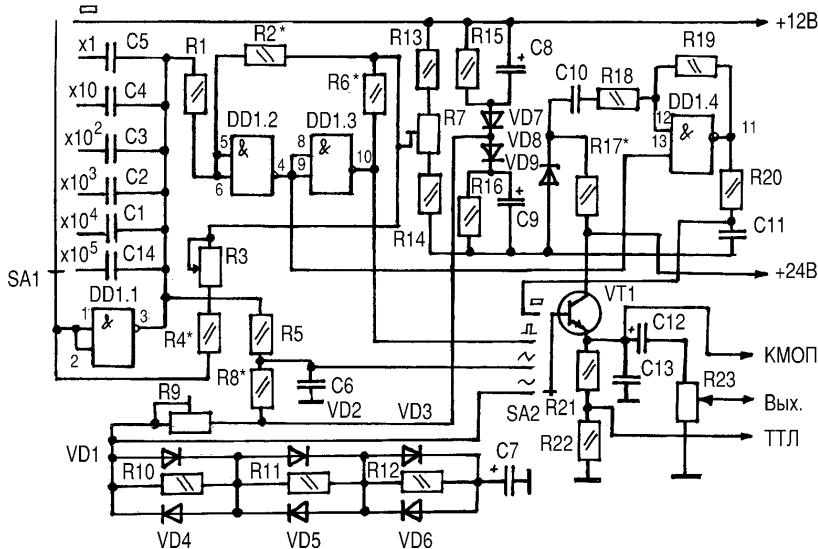 +12В
x1 C5 R1 R2* R13 R15 C8 R19
C10 R18 DD1.4
x10 C4 R6*
DD1.2 DD1.3 R7 VD7 12 & 11
x10² C3 5 & 8 & VD8 R17* 13
6 4 9 10 VD9
x10³ C2 R20
R16 C9
x10⁴ C1 R14 C11
x10⁵ C14 R3
SA1 +24В
DD1.1 VT1
1 & 3 R4* R5 C12
2 КМОП
R8* C6 C13 R23
R9 VD2 VD3 SA2 R21 Вых.
VD1 R22 ТТЛ
R10 R11 R12 C7
VD4 VD5 VD6